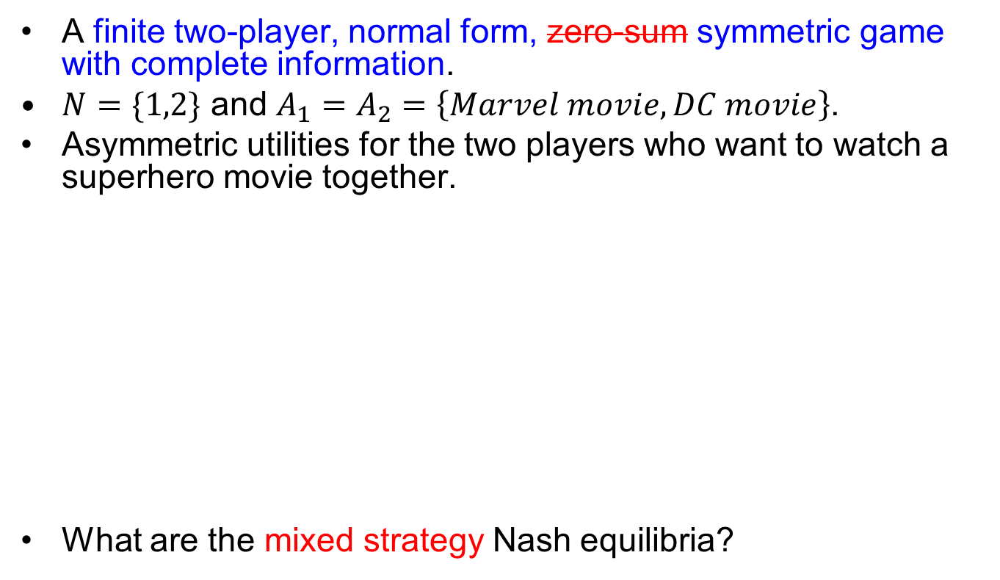 • A finite two-player, normal form, zero-sum symmetric game
with complete information.
• 𝑁 = {1,2} and 𝐴₁ = 𝐴₂ = {𝑀𝑎𝑟𝑣𝑒𝑙 𝑚𝑜𝑣𝑖𝑒, 𝐷𝐶 𝑚𝑜𝑣𝑖𝑒}.
• Asymmetric utilities for the two players who want to watch a
superhero movie together.
• What are the mixed strategy Nash equilibria?